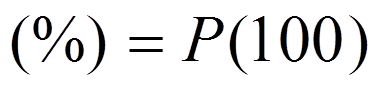 (%) = P(100)